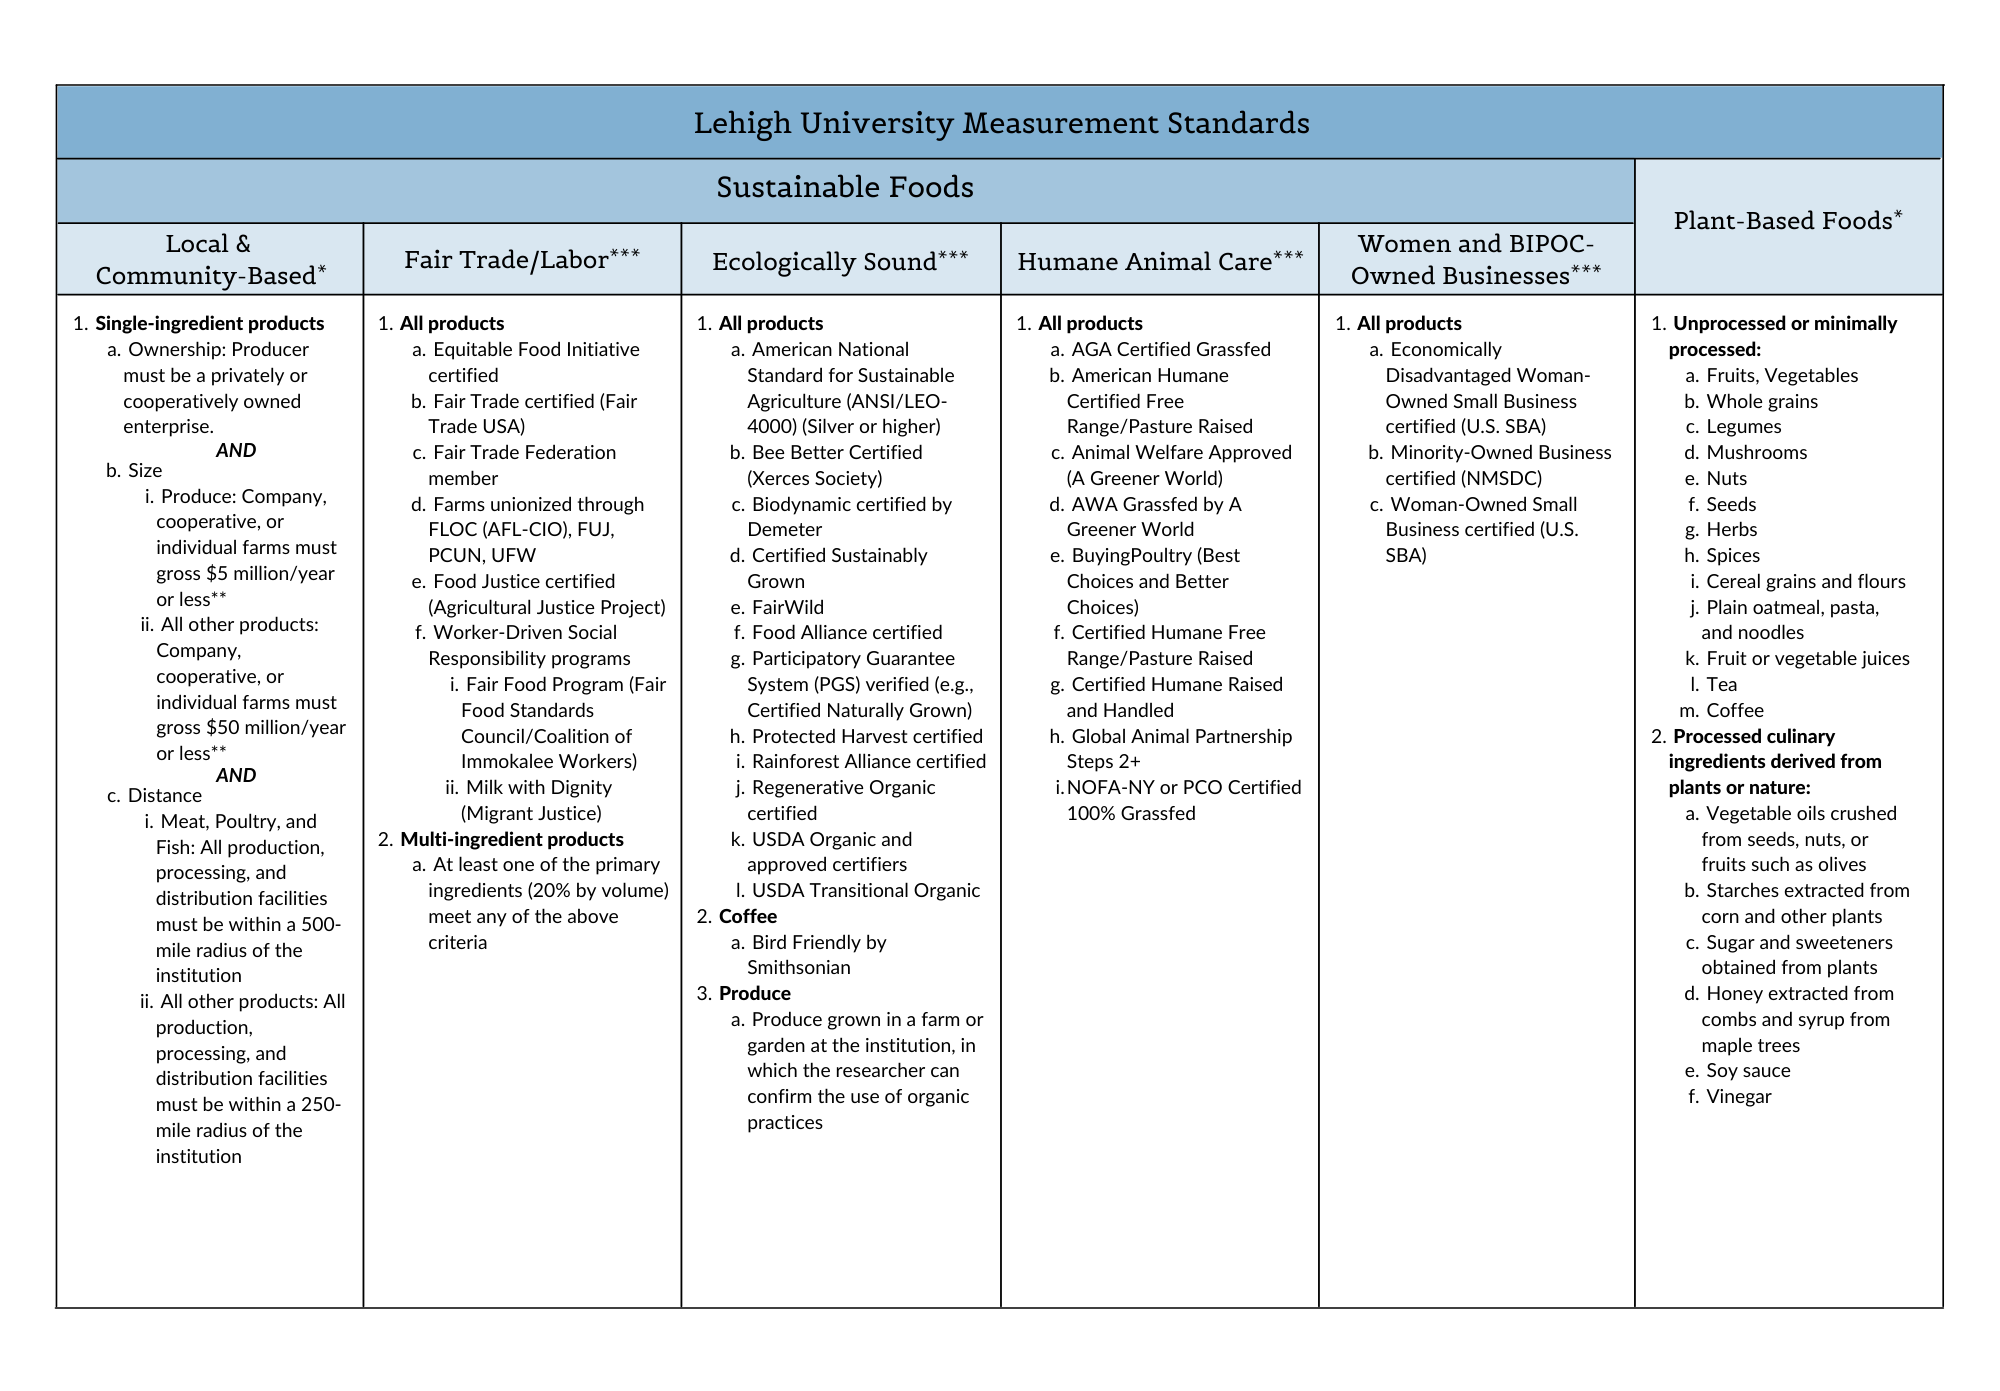 Lehigh University Measurement Standards
Sustainable Foods
Plant-Based Foods*
Local &
Community-Based*
Fair Trade/Labor***
Ecologically Sound***
Humane Animal Care***
Women and BIPOC-
Owned Businesses***
1. Single-ingredient products
a. Ownership: Producer
must be a privately or
cooperatively owned
enterprise.
AND
b. Size
i. Produce: Company,
cooperative, or
individual farms must
gross $5 million/year
or less**
ii. All other products:
Company,
cooperative, or
individual farms must
gross $50 million/year
or less**
AND
c. Distance
i. Meat, Poultry, and
Fish: All production,
processing, and
distribution facilities
must be within a 500-
mile radius of the
institution
ii. All other products: All
production,
processing, and
distribution facilities
must be within a 250-
mile radius of the
institution
1. All products
a. Equitable Food Initiative
certified
b. Fair Trade certified (Fair
Trade USA)
c. Fair Trade Federation
member
d. Farms unionized through
FLOC (AFL-CIO), FUJ,
PCUN, UFW
e. Food Justice certified
(Agricultural Justice Project)
f. Worker-Driven Social
Responsibility programs
i. Fair Food Program (Fair
Food Standards
Council/Coalition of
Immokalee Workers)
ii. Milk with Dignity
(Migrant Justice)
2. Multi-ingredient products
a. At least one of the primary
ingredients (20% by volume)
meet any of the above
criteria
1. All products
a. American National
Standard for Sustainable
Agriculture (ANSI/LEO-
4000) (Silver or higher)
b. Bee Better Certified
(Xerces Society)
c. Biodynamic certified by
Demeter
d. Certified Sustainably
Grown
e. FairWild
f. Food Alliance certified
g. Participatory Guarantee
System (PGS) verified (e.g.,
Certified Naturally Grown)
h. Protected Harvest certified
i. Rainforest Alliance certified
j. Regenerative Organic
certified
k. USDA Organic and
approved certifiers
l. USDA Transitional Organic
2. Coffee
a. Bird Friendly by
Smithsonian
3. Produce
a. Produce grown in a farm or
garden at the institution, in
which the researcher can
confirm the use of organic
practices
1. All products
a. AGA Certified Grassfed
b. American Humane
Certified Free
Range/Pasture Raised
c. Animal Welfare Approved
(A Greener World)
d. AWA Grassfed by A
Greener World
e. BuyingPoultry (Best
Choices and Better
Choices)
f. Certified Humane Free
Range/Pasture Raised
g. Certified Humane Raised
and Handled
h. Global Animal Partnership
Steps 2+
i. NOFA-NY or PCO Certified
100% Grassfed
1. All products
a. Economically
Disadvantaged Woman-
Owned Small Business
certified (U.S. SBA)
b. Minority-Owned Business
certified (NMSDC)
c. Woman-Owned Small
Business certified (U.S.
SBA)
1. Unprocessed or minimally
processed:
a. Fruits, Vegetables
b. Whole grains
c. Legumes
d. Mushrooms
e. Nuts
f. Seeds
g. Herbs
h. Spices
i. Cereal grains and flours
j. Plain oatmeal, pasta,
and noodles
k. Fruit or vegetable juices
l. Tea
m. Coffee
2. Processed culinary
ingredients derived from
plants or nature:
a. Vegetable oils crushed
from seeds, nuts, or
fruits such as olives
b. Starches extracted from
corn and other plants
c. Sugar and sweeteners
obtained from plants
d. Honey extracted from
combs and syrup from
maple trees
e. Soy sauce
f. Vinegar